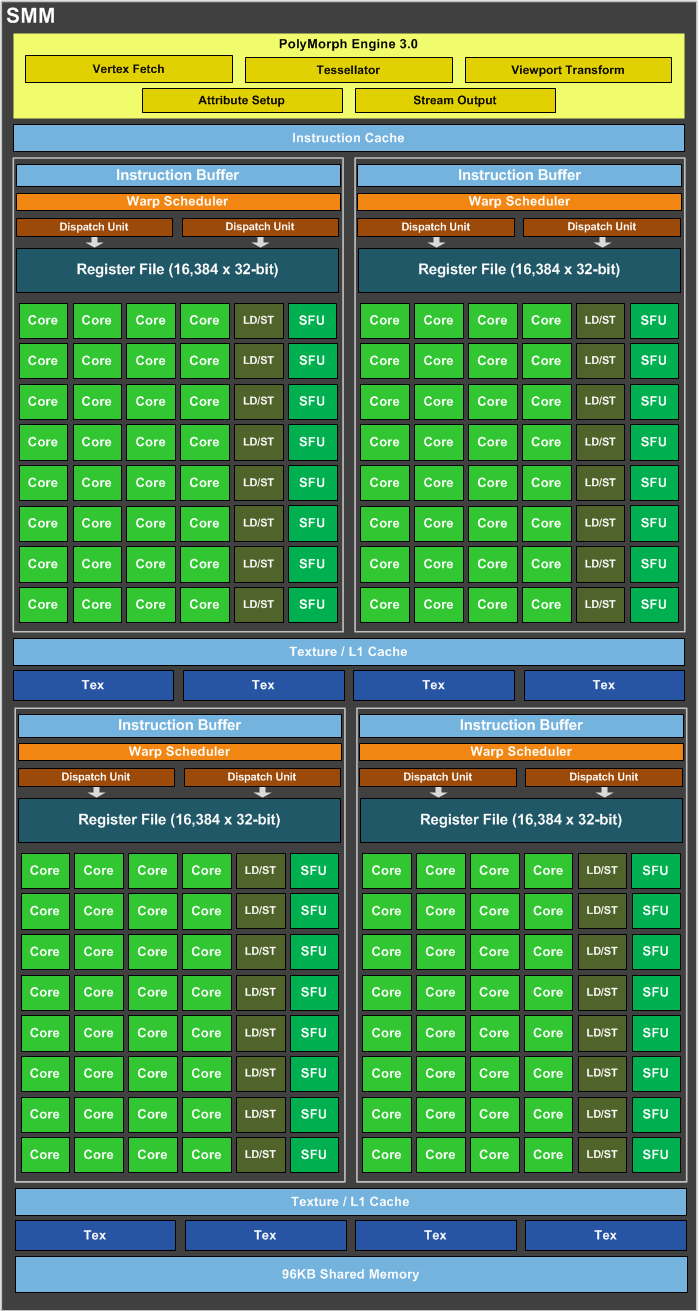 SMM
PolyMorph Engine 3.0
Vertex Fetch Tessellator Viewport Transform
Attribute Setup Stream Output
Instruction Cache
Instruction Buffer Instruction Buffer
Warp Scheduler Warp Scheduler
Dispatch Unit Dispatch Unit Dispatch Unit Dispatch Unit
Register File (16,384 x 32-bit) Register File (16,384 x 32-bit)
Core Core Core Core LD/ST SFU Core Core Core Core LD/ST SFU
Core Core Core Core LD/ST SFU Core Core Core Core LD/ST SFU
Core Core Core Core LD/ST SFU Core Core Core Core LD/ST SFU
Core Core Core Core LD/ST SFU Core Core Core Core LD/ST SFU
Core Core Core Core LD/ST SFU Core Core Core Core LD/ST SFU
Core Core Core Core LD/ST SFU Core Core Core Core LD/ST SFU
Core Core Core Core LD/ST SFU Core Core Core Core LD/ST SFU
Core Core Core Core LD/ST SFU Core Core Core Core LD/ST SFU
Texture / L1 Cache
Tex Tex Tex Tex
Instruction Buffer Instruction Buffer
Warp Scheduler Warp Scheduler
Dispatch Unit Dispatch Unit Dispatch Unit Dispatch Unit
Register File (16,384 x 32-bit) Register File (16,384 x 32-bit)
Core Core Core Core LD/ST SFU Core Core Core Core LD/ST SFU
Core Core Core Core LD/ST SFU Core Core Core Core LD/ST SFU
Core Core Core Core LD/ST SFU Core Core Core Core LD/ST SFU
Core Core Core Core LD/ST SFU Core Core Core Core LD/ST SFU
Core Core Core Core LD/ST SFU Core Core Core Core LD/ST SFU
Core Core Core Core LD/ST SFU Core Core Core Core LD/ST SFU
Core Core Core Core LD/ST SFU Core Core Core Core LD/ST SFU
Core Core Core Core LD/ST SFU Core Core Core Core LD/ST SFU
Texture / L1 Cache
Tex Tex Tex Tex
96KB Shared Memory